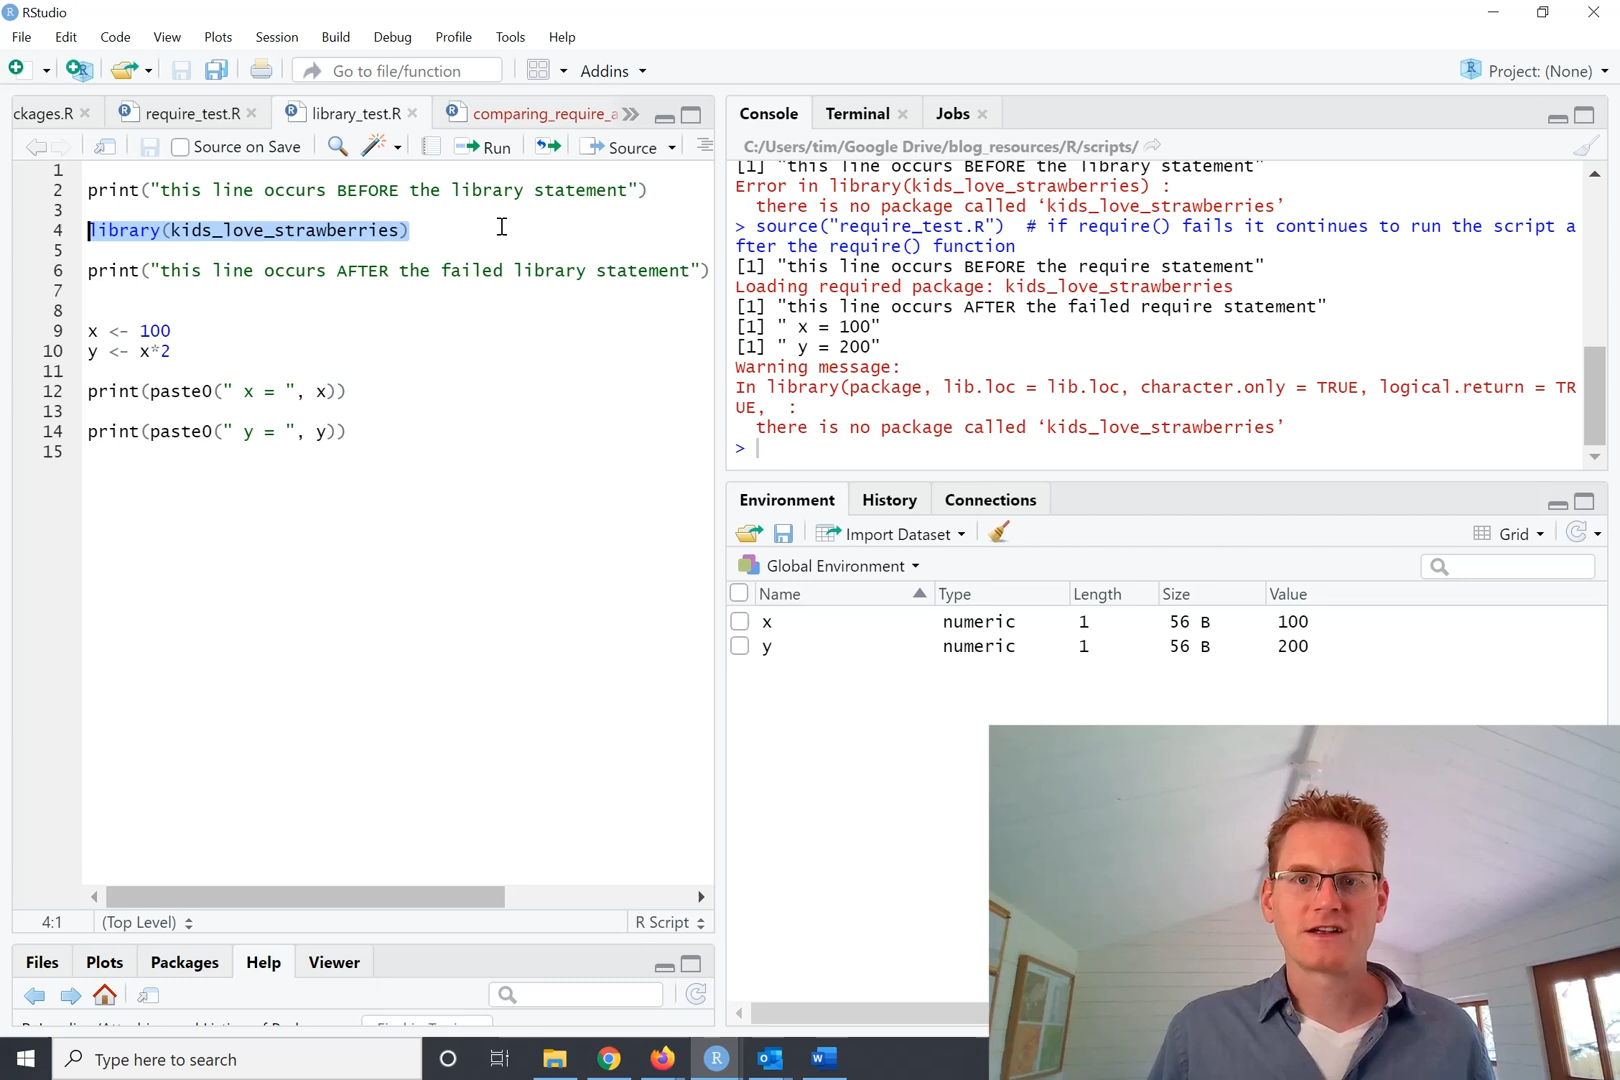 RStudio
File Edit Code View Plots Session Build Debug Profile Tools Help
Go to file/function Addins Project: (None)
ckages.R require_test.R library_test.R comparing_require_a
Source on Save Run Source
1
2 print("this line occurs BEFORE the library statement")
3
4 library(kids_love_strawberries)
5
6 print("this line occurs AFTER the failed library statement")
7
8
9 x <- 100
10 y <- x*2
11
12 print(paste0(" x = ", x))
13
14 print(paste0(" y = ", y))
15
4:1 (Top Level) R Script
Files Plots Packages Help Viewer
Console Terminal Jobs
C:/Users/tim/Google Drive/blog_resources/R/scripts/
[1] "this line occurs BEFORE the library statement"
Error in library(kids_love_strawberries) :
there is no package called ‘kids_love_strawberries’
> source("require_test.R") # if require() fails it continues to run the script a
fter the require() function
[1] "this line occurs BEFORE the require statement"
Loading required package: kids_love_strawberries
[1] "this line occurs AFTER the failed require statement"
[1] " x = 100"
[1] " y = 200"
Warning message:
In library(package, lib.loc = lib.loc, character.only = TRUE, logical.return = TR
UE, :
there is no package called ‘kids_love_strawberries’
>
Environment History Connections
Import Dataset Grid
Global Environment
Name Type Length Size Value
x numeric 1 56 B 100
y numeric 1 56 B 200
Type here to search